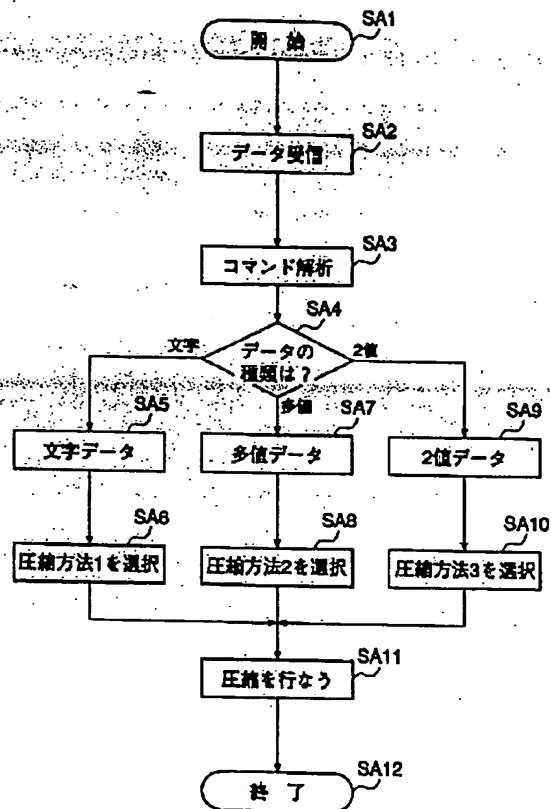 SA1
開 始
SA2
データ受信
SA3
コマンド解析
SA4
文字
データの
種類は？
2値
多値
SA5
文字データ
SA7
多値データ
SA9
2値データ
SA6
圧縮方法1を選択
SA8
圧縮方法2を選択
SA10
圧縮方法3を選択
SA11
圧縮を行なう
SA12
終 了